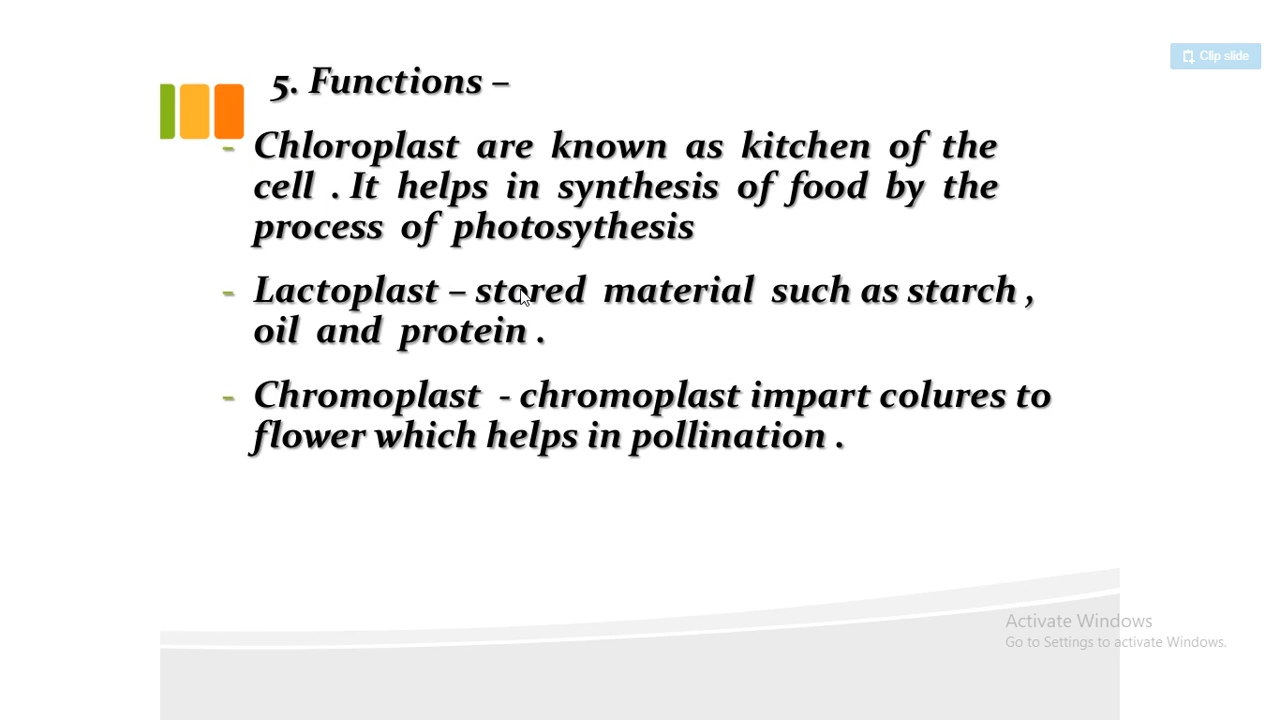 Clip slide
5. Functions –
- Chloroplast are known as kitchen of the
cell . It helps in synthesis of food by the
process of photosythesis
- Lactoplast – stored material such as starch ,
oil and protein .
- Chromoplast - chromoplast impart colures to
flower which helps in pollination .
Activate Windows
Go to Settings to activate Windows.